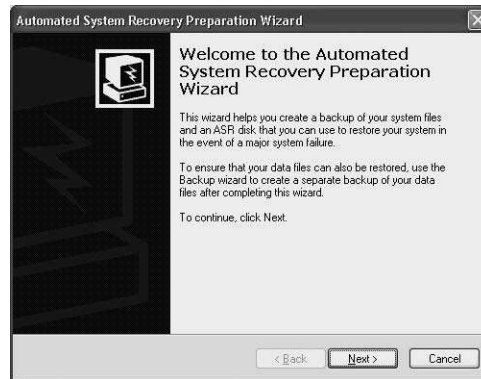 Automated System Recovery Preparation Wizard
Welcome to the Automated
System Recovery Preparation
Wizard
This wizard helps you create a backup of your system files
and an ASR disk that you can use to restore your system in
the event of a major system failure.
To ensure that your data files can also be restored, use the
Backup wizard to create a separate backup of your data
files after completing this wizard.
To continue, click Next.
< Back Next > Cancel